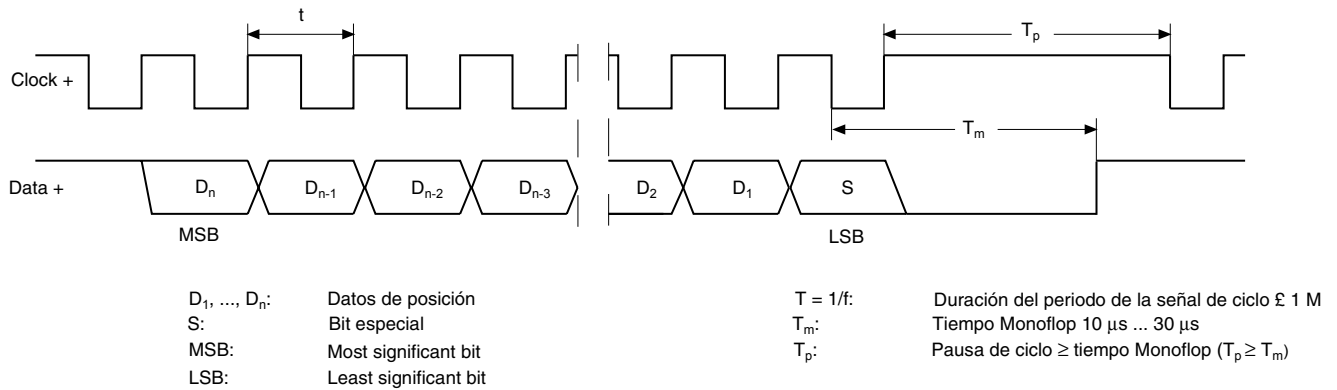 t
Tp
Clock +
Tm
Data +
Dn
Dn-1
Dn-2
Dn-3
D2
D1
S
MSB
LSB
D1, ..., Dn: Datos de posición
S: Bit especial
MSB: Most significant bit
LSB: Least significant bit
T = 1/f: Duración del periodo de la señal de ciclo £ 1 M
Tm: Tiempo Monoflop 10 µs ... 30 µs
Tp: Pausa de ciclo ≥ tiempo Monoflop (Tp ≥ Tm)